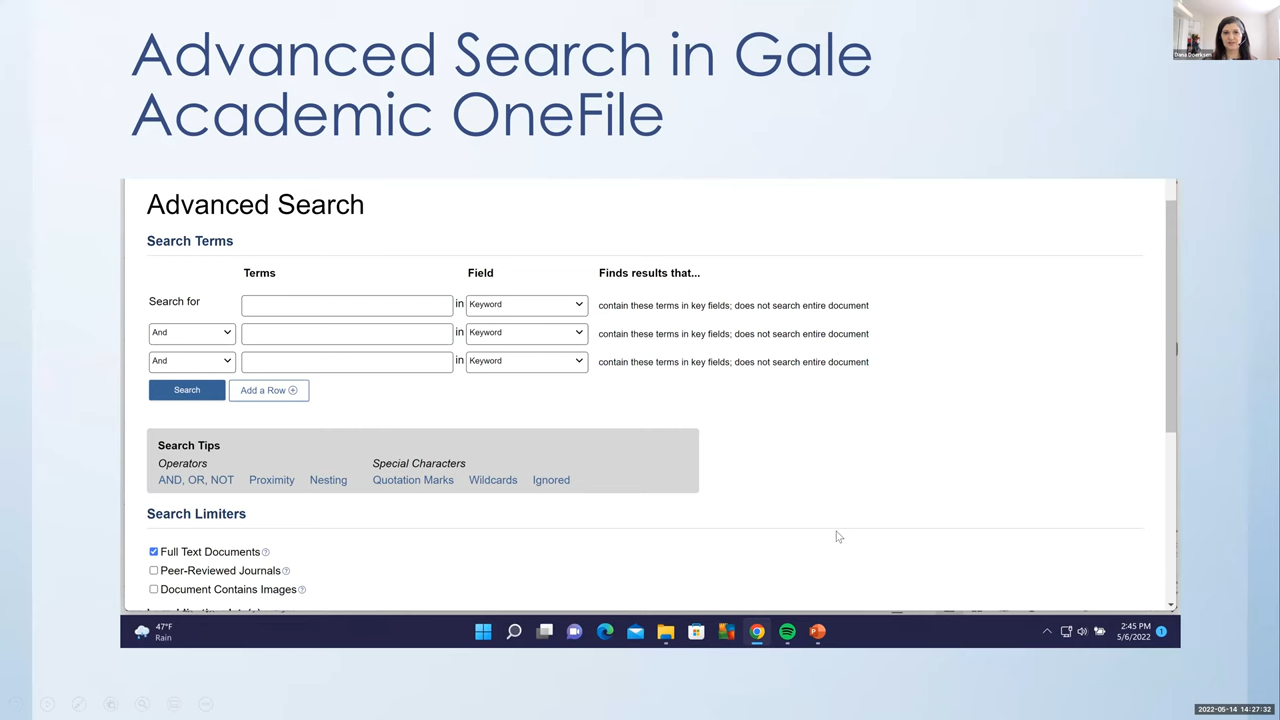 Advanced Search in Gale
Academic OneFile
Dana Doerksen
Advanced Search
Search Terms
Terms Field Finds results that...
Search for in Keyword contain these terms in key fields; does not search entire document
And in Keyword contain these terms in key fields; does not search entire document
And in Keyword contain these terms in key fields; does not search entire document
Search Add a Row
Search Tips
Operators Special Characters
AND, OR, NOT Proximity Nesting Quotation Marks Wildcards Ignored
Search Limiters
Full Text Documents
Peer-Reviewed Journals
Document Contains Images
47°F
Rain
2:45 PM
5/6/2022
1
2022-05-14 14:27:32